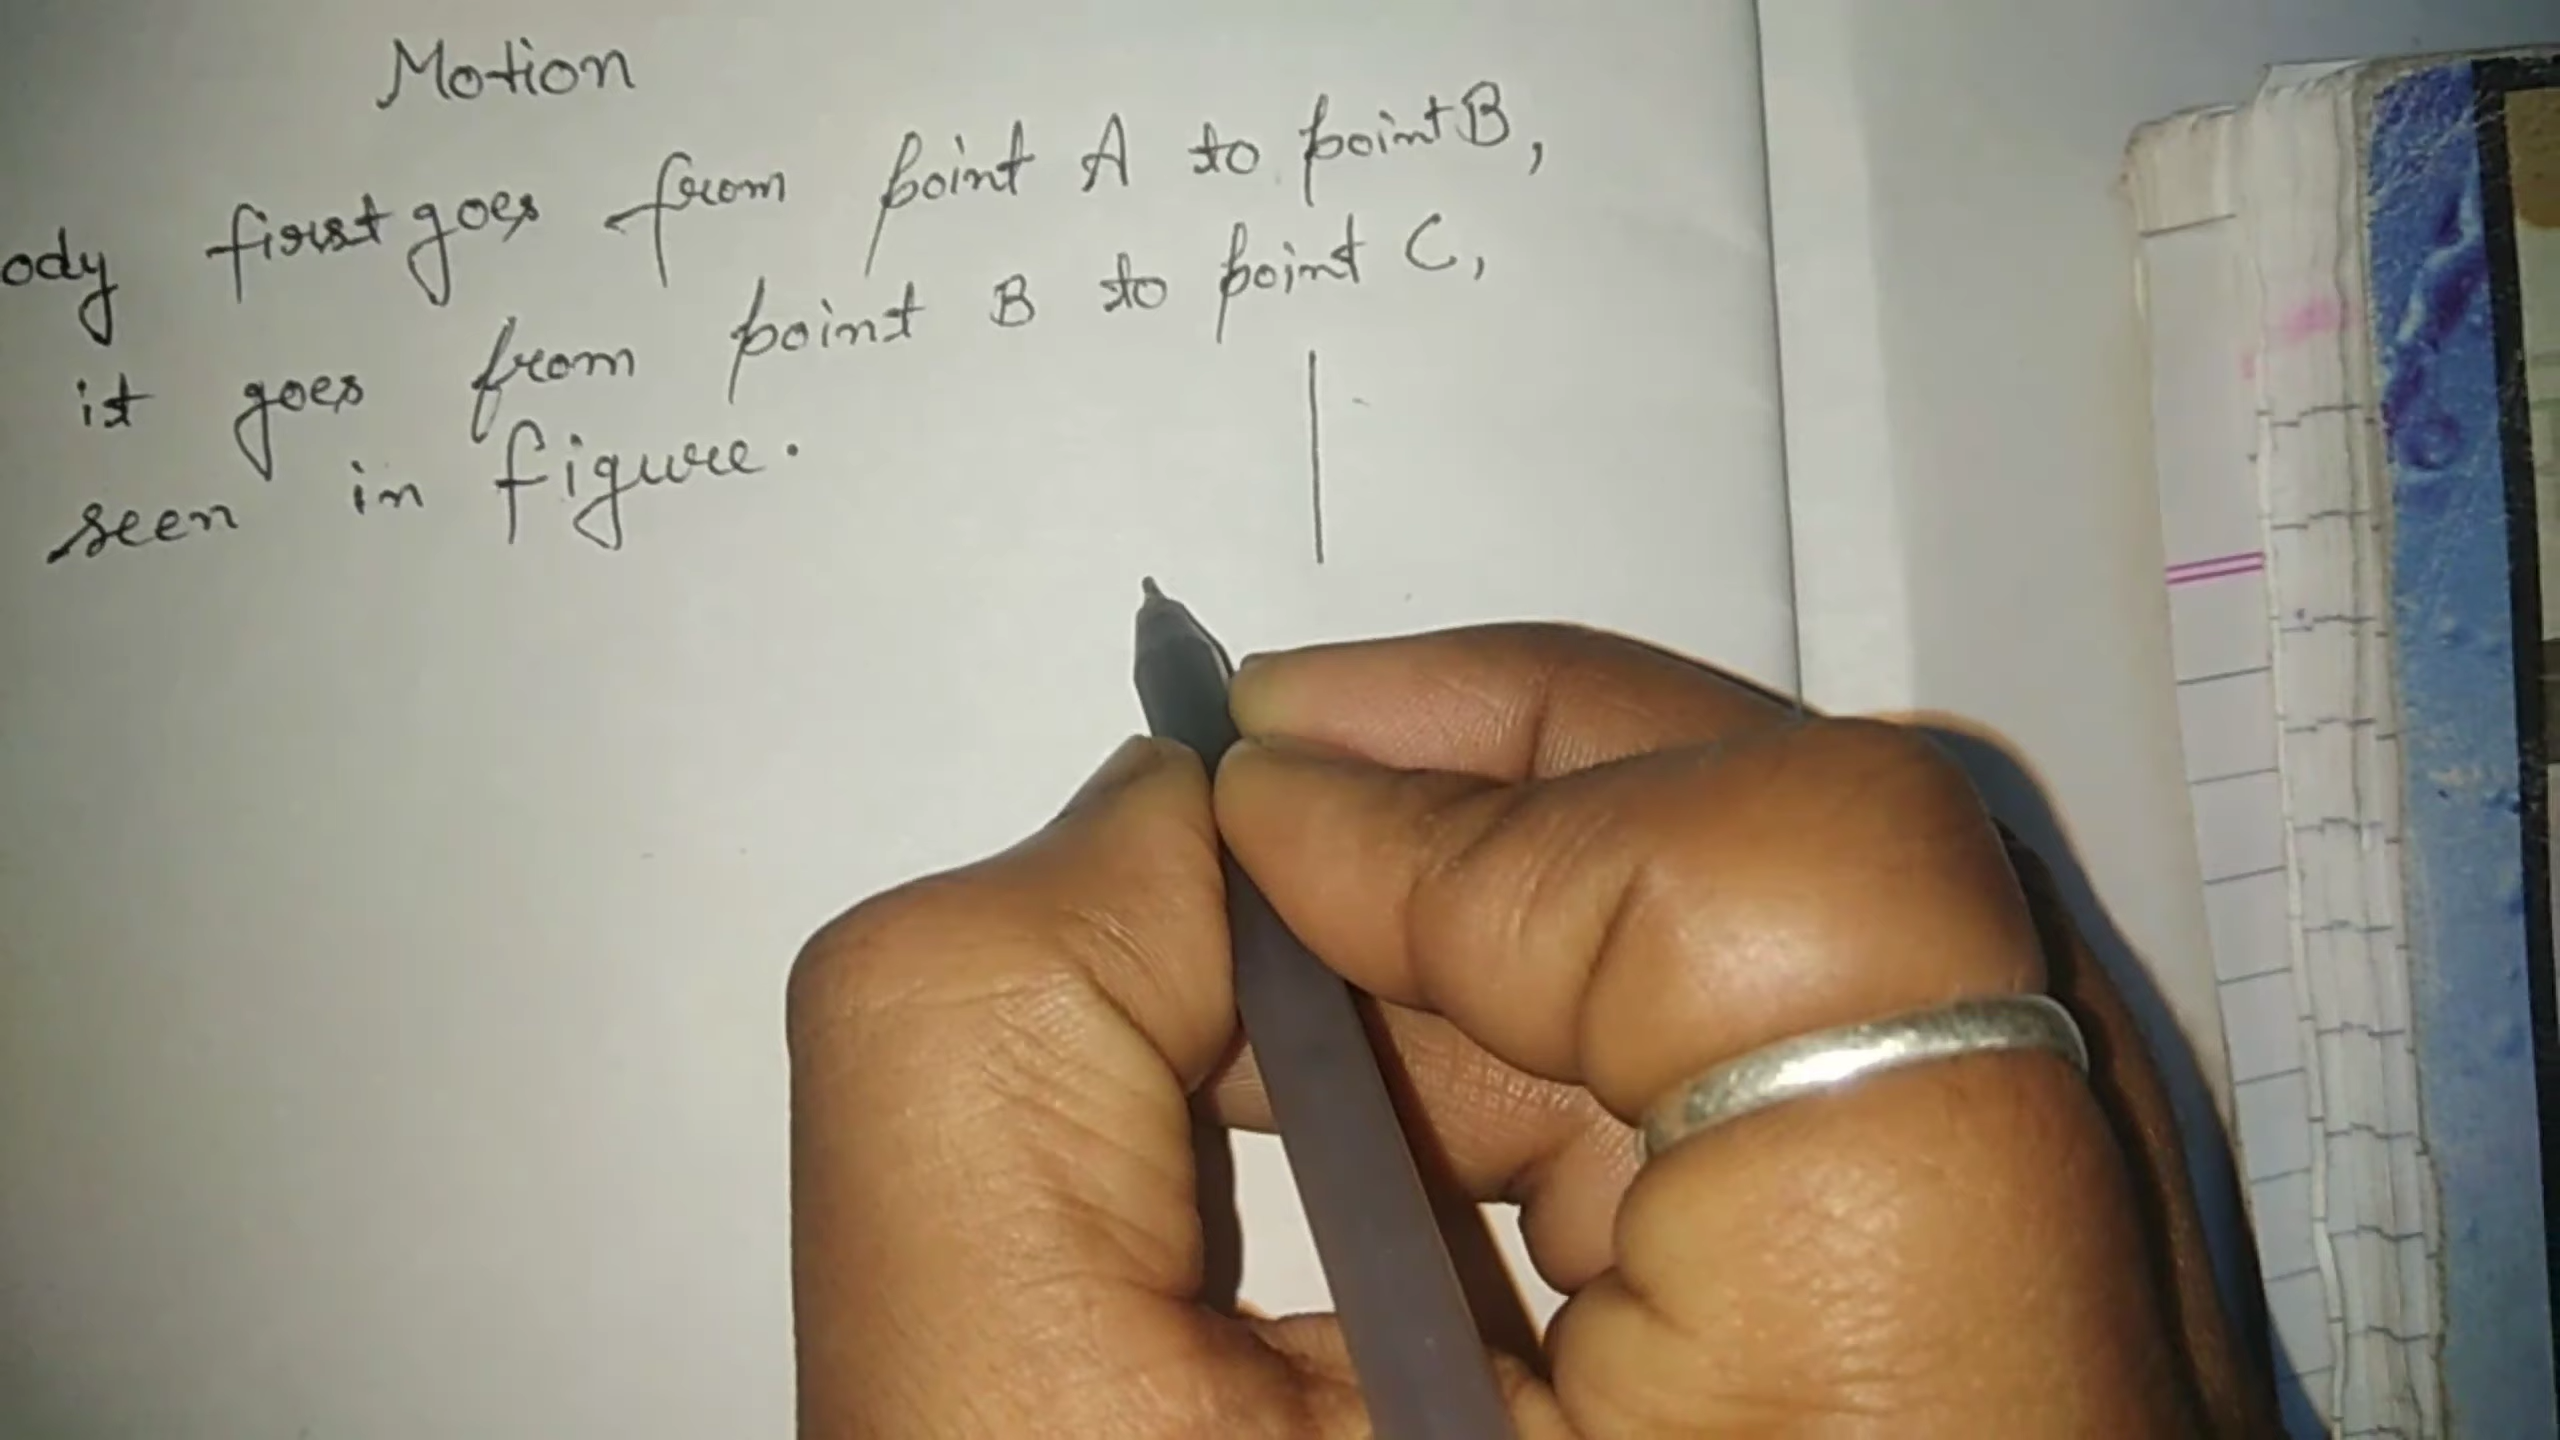 Motion
ody first goes from point A to point B,
it goes from point B to point C,
seen in figure.